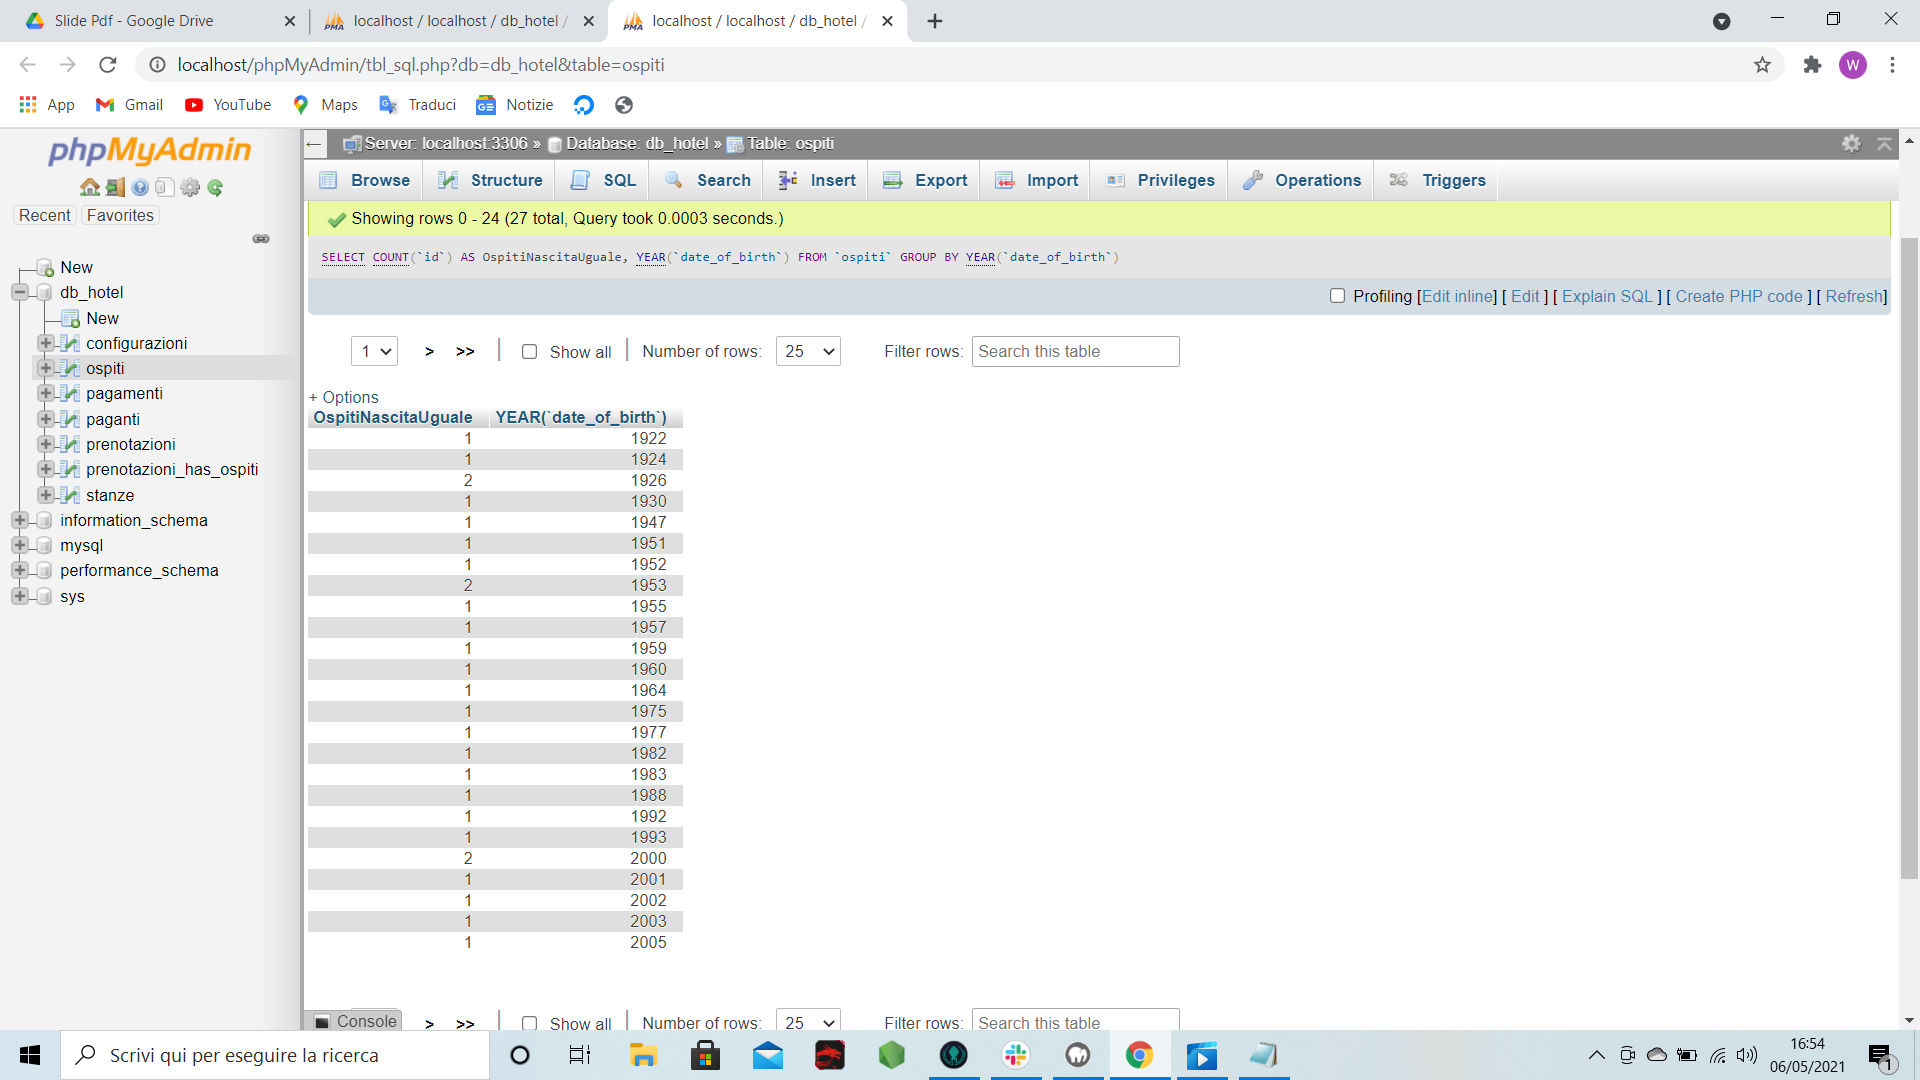 Slide Pdf - Google Drive
localhost / localhost / db_hotel /
localhost / localhost / db_hotel /
localhost/phpMyAdmin/tbl_sql.php?db=db_hotel&table=ospiti
W
App
Gmail
YouTube
Maps
Traduci
Notizie
phpMyAdmin
Recent
Favorites
New
db_hotel
New
configurazioni
ospiti
pagamenti
paganti
prenotazioni
prenotazioni_has_ospiti
stanze
information_schema
mysql
performance_schema
sys
Server: localhost:3306 » Database: db_hotel » Table: ospiti
Browse Structure SQL Search Insert Export Import Privileges Operations Triggers
Showing rows 0 - 24 (27 total, Query took 0.0003 seconds.)
SELECT COUNT(`id`) AS OspitiNascitaUguale, YEAR(`date_of_birth`) FROM `ospiti` GROUP BY YEAR(`date_of_birth`)
Profiling [Edit inline] [ Edit ] [ Explain SQL ] [ Create PHP code ] [ Refresh]
1 > >> Show all Number of rows: 25 Filter rows: Search this table
+ Options
OspitiNascitaUguale YEAR(`date_of_birth`)
1 1922
1 1924
2 1926
1 1930
1 1947
1 1951
1 1952
2 1953
1 1955
1 1957
1 1959
1 1960
1 1964
1 1975
1 1977
1 1982
1 1983
1 1988
1 1992
1 1993
2 2000
1 2001
1 2002
1 2003
1 2005
Console > >> Show all Number of rows: 25 Filter rows: Search this table
Scrivi qui per eseguire la ricerca
16:54
06/05/2021
1